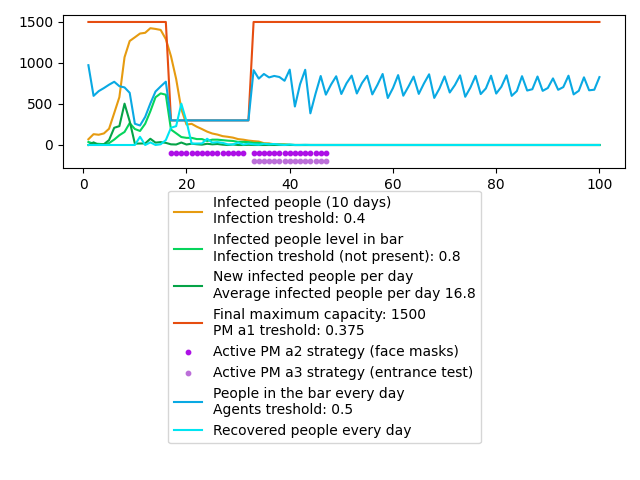 1500
1000
500
0
0 20 40 60 80 100
Infected people (10 days)
Infection treshold: 0.4
Infected people level in bar
Infection treshold (not present): 0.8
New infected people per day
Average infected people per day 16.8
Final maximum capacity: 1500
PM a1 treshold: 0.375
Active PM a2 strategy (face masks)
Active PM a3 strategy (entrance test)
People in the bar every day
Agents treshold: 0.5
Recovered people every day